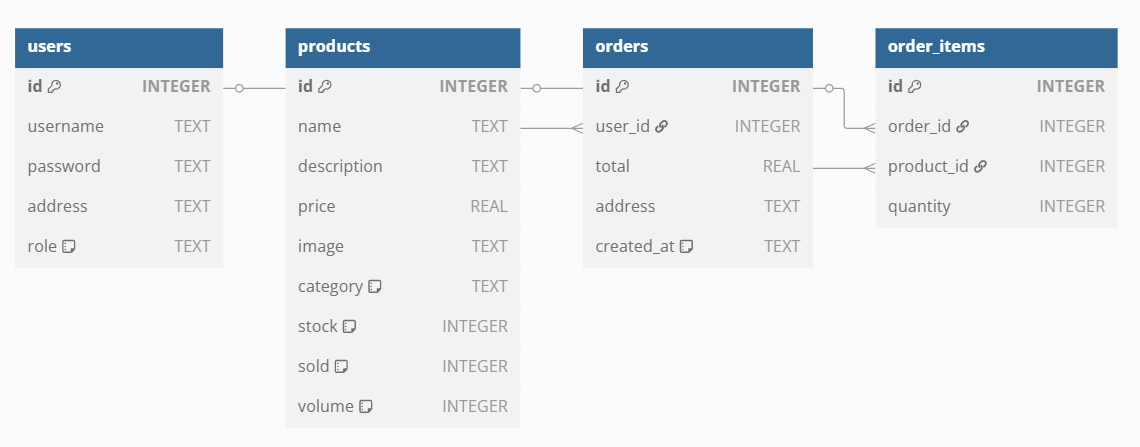 users
id INTEGER
username TEXT
password TEXT
address TEXT
role TEXT
products
id INTEGER
name TEXT
description TEXT
price REAL
image TEXT
category TEXT
stock INTEGER
sold INTEGER
volume INTEGER
orders
id INTEGER
user_id INTEGER
total REAL
address TEXT
created_at TEXT
order_items
id INTEGER
order_id INTEGER
product_id INTEGER
quantity INTEGER